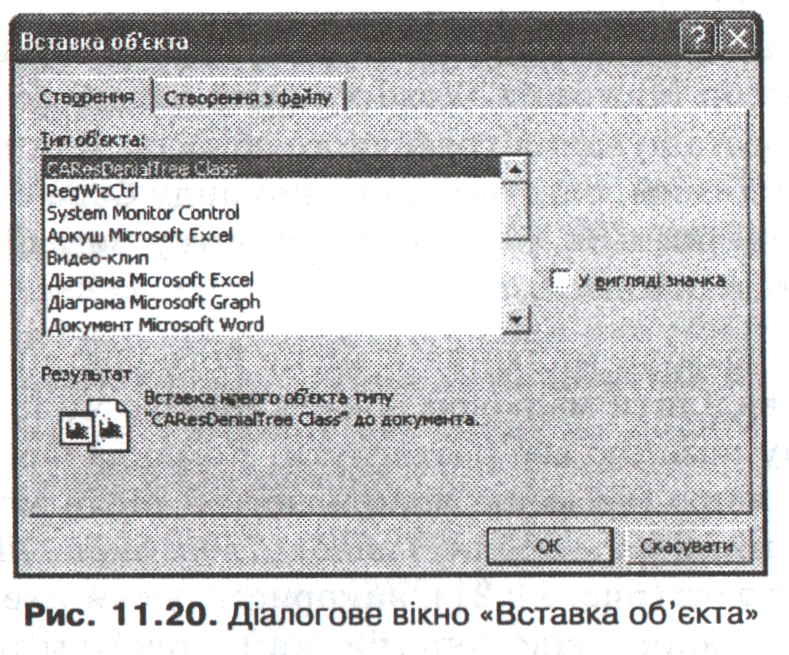 Вставка об'єкта
Створення Створення з файлу
Тип об'єкта:
CAResDenialTree Class
RegWizCtrl
System Monitor Control
Аркуш Microsoft Excel
Видео-клип
Діаграма Microsoft Excel
Діаграма Microsoft Graph
Документ Microsoft Word
У вигляді значка
Результат
Вставка нового об'єкта типу
"CAResDenialTree Class" до документа.
ОК Скасувати
Рис. 11.20. Діалогове вікно «Вставка об'єкта»